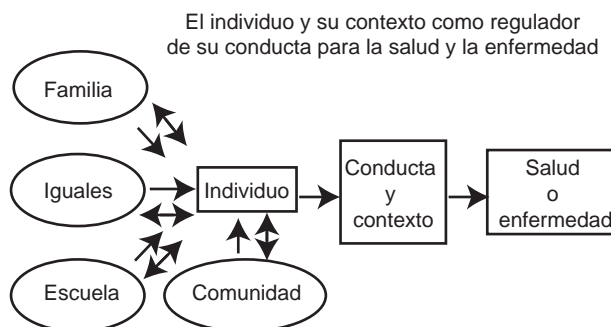 El individuo y su contexto como regulador
de su conducta para la salud y la enfermedad
Familia
Iguales
Individuo
Conducta
y
contexto
Salud
o
enfermedad
Escuela
Comunidad